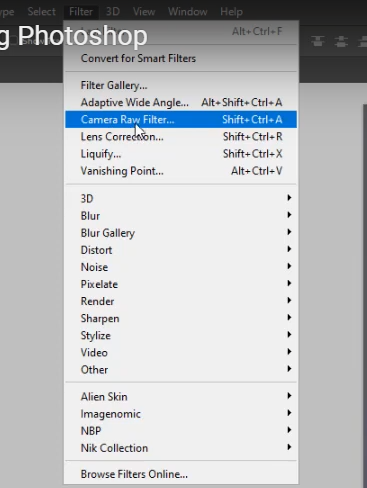 ype Select Filter 3D View Window Help
g Photoshop
Alt+Ctrl+F
Convert for Smart Filters
Filter Gallery...
Adaptive Wide Angle... Alt+Shift+Ctrl+A
Camera Raw Filter... Shift+Ctrl+A
Lens Correction... Shift+Ctrl+R
Liquify... Shift+Ctrl+X
Vanishing Point... Alt+Ctrl+V
3D
Blur
Blur Gallery
Distort
Noise
Pixelate
Render
Sharpen
Stylize
Video
Other
Alien Skin
Imagenomic
NBP
Nik Collection
Browse Filters Online...